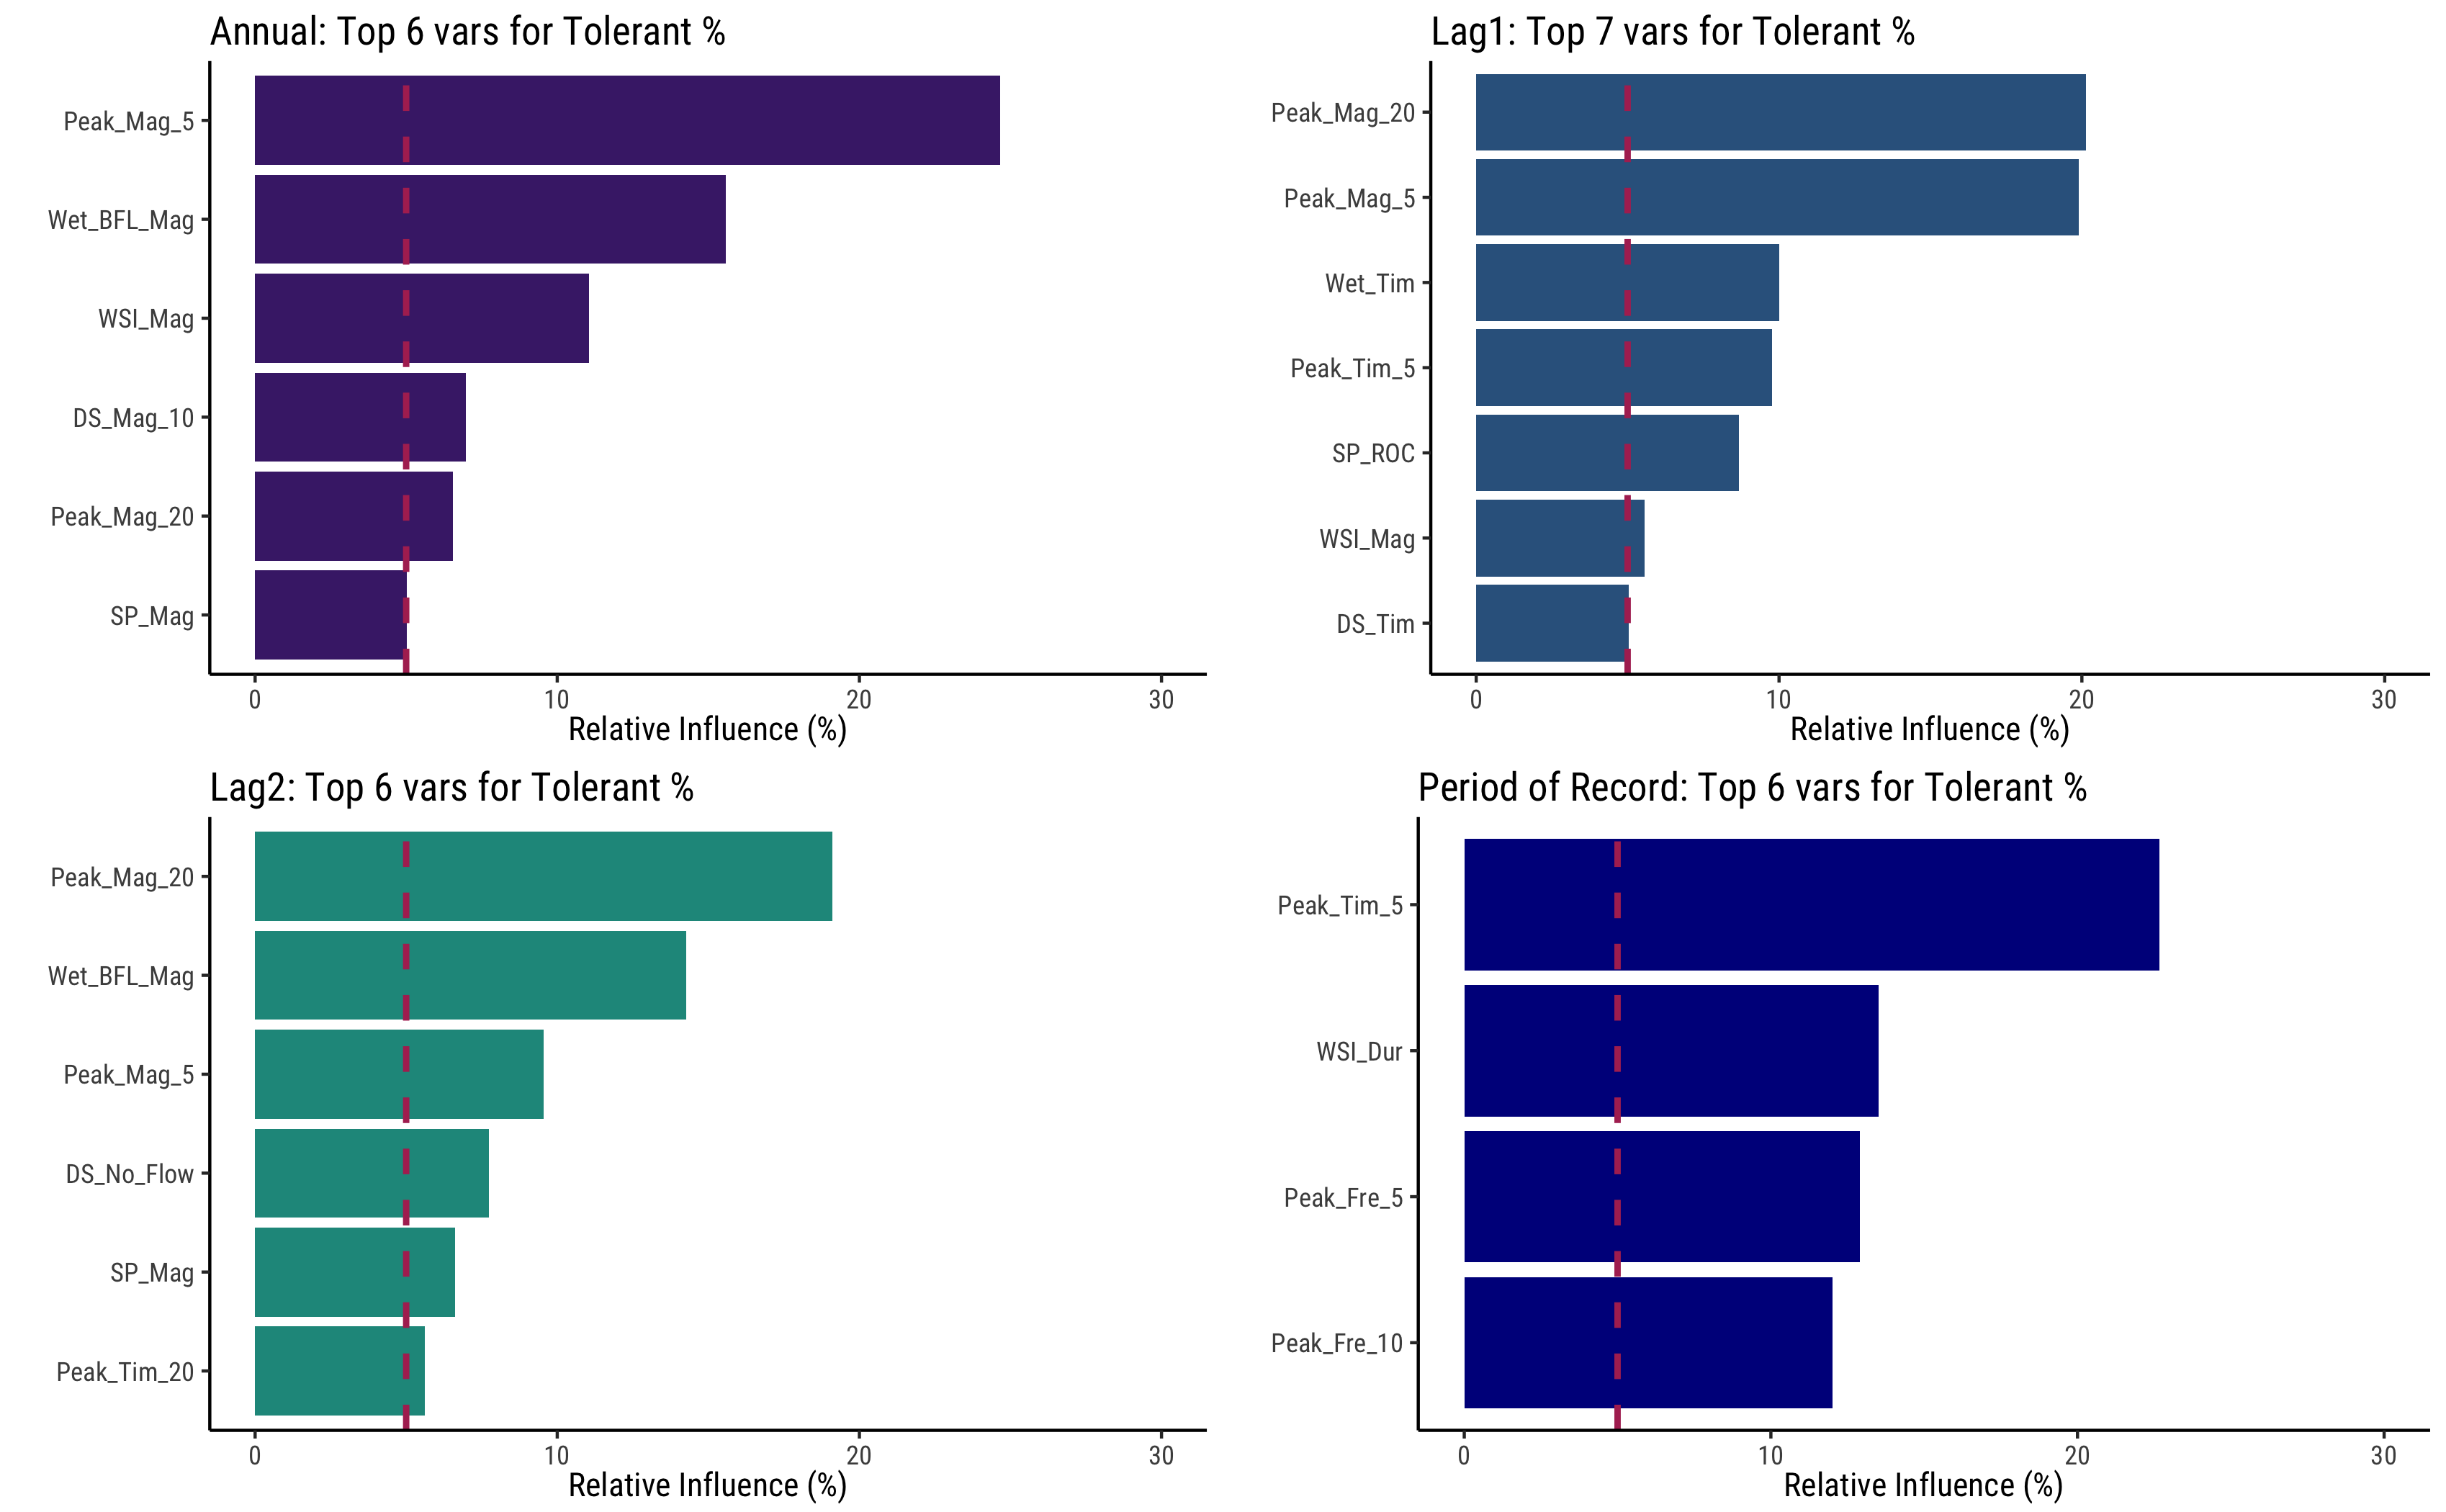 Annual: Top 6 vars for Tolerant %
Peak_Mag_5
Wet_BFL_Mag
WSI_Mag
DS_Mag_10
Peak_Mag_20
SP_Mag
0 10 20 30
Relative Influence (%)
Lag1: Top 7 vars for Tolerant %
Peak_Mag_20
Peak_Mag_5
Wet_Tim
Peak_Tim_5
SP_ROC
WSI_Mag
DS_Tim
0 10 20 30
Relative Influence (%)
Lag2: Top 6 vars for Tolerant %
Peak_Mag_20
Wet_BFL_Mag
Peak_Mag_5
DS_No_Flow
SP_Mag
Peak_Tim_20
0 10 20 30
Relative Influence (%)
Period of Record: Top 6 vars for Tolerant %
Peak_Tim_5
WSI_Dur
Peak_Fre_5
Peak_Fre_10
0 10 20 30
Relative Influence (%)